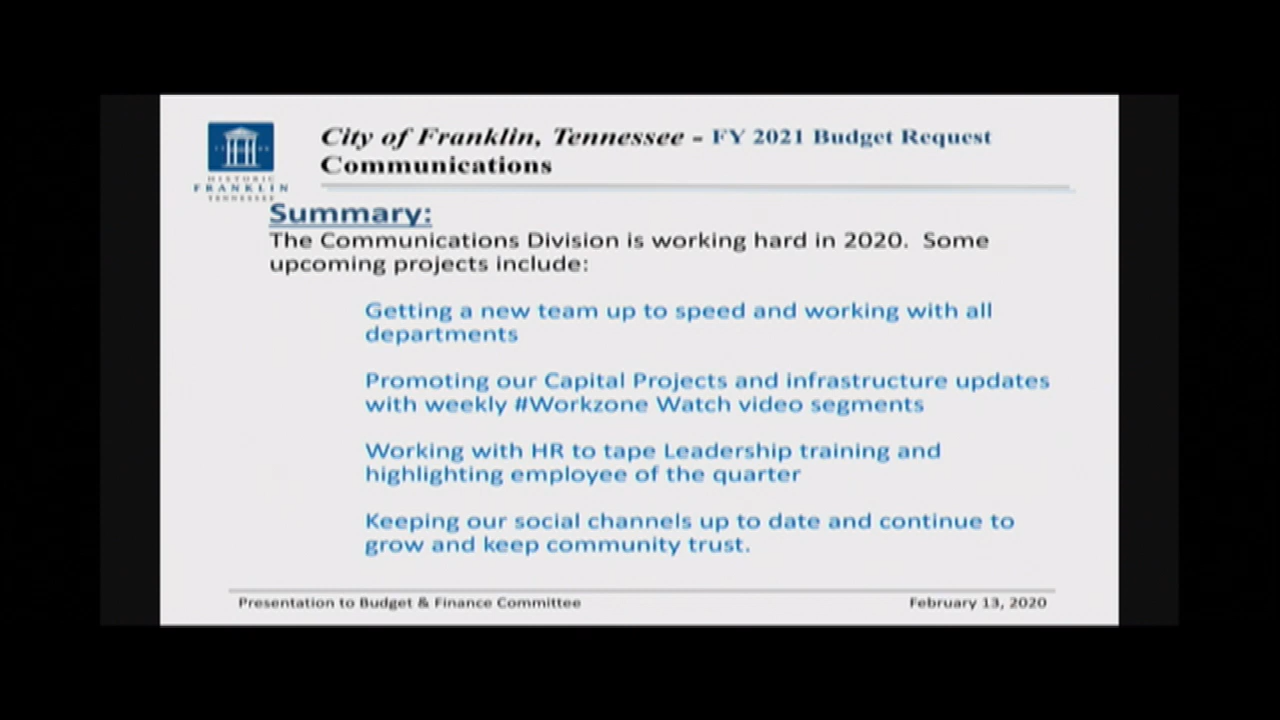 City of Franklin, Tennessee - FY 2021 Budget Request
Communications
HISTORIC
FRANKLIN
TENNESSEE
Summary:
The Communications Division is working hard in 2020. Some
upcoming projects include:
Getting a new team up to speed and working with all
departments
Promoting our Capital Projects and infrastructure updates
with weekly #Workzone Watch video segments
Working with HR to tape Leadership training and
highlighting employee of the quarter
Keeping our social channels up to date and continue to
grow and keep community trust.
Presentation to Budget & Finance Committee
February 13, 2020